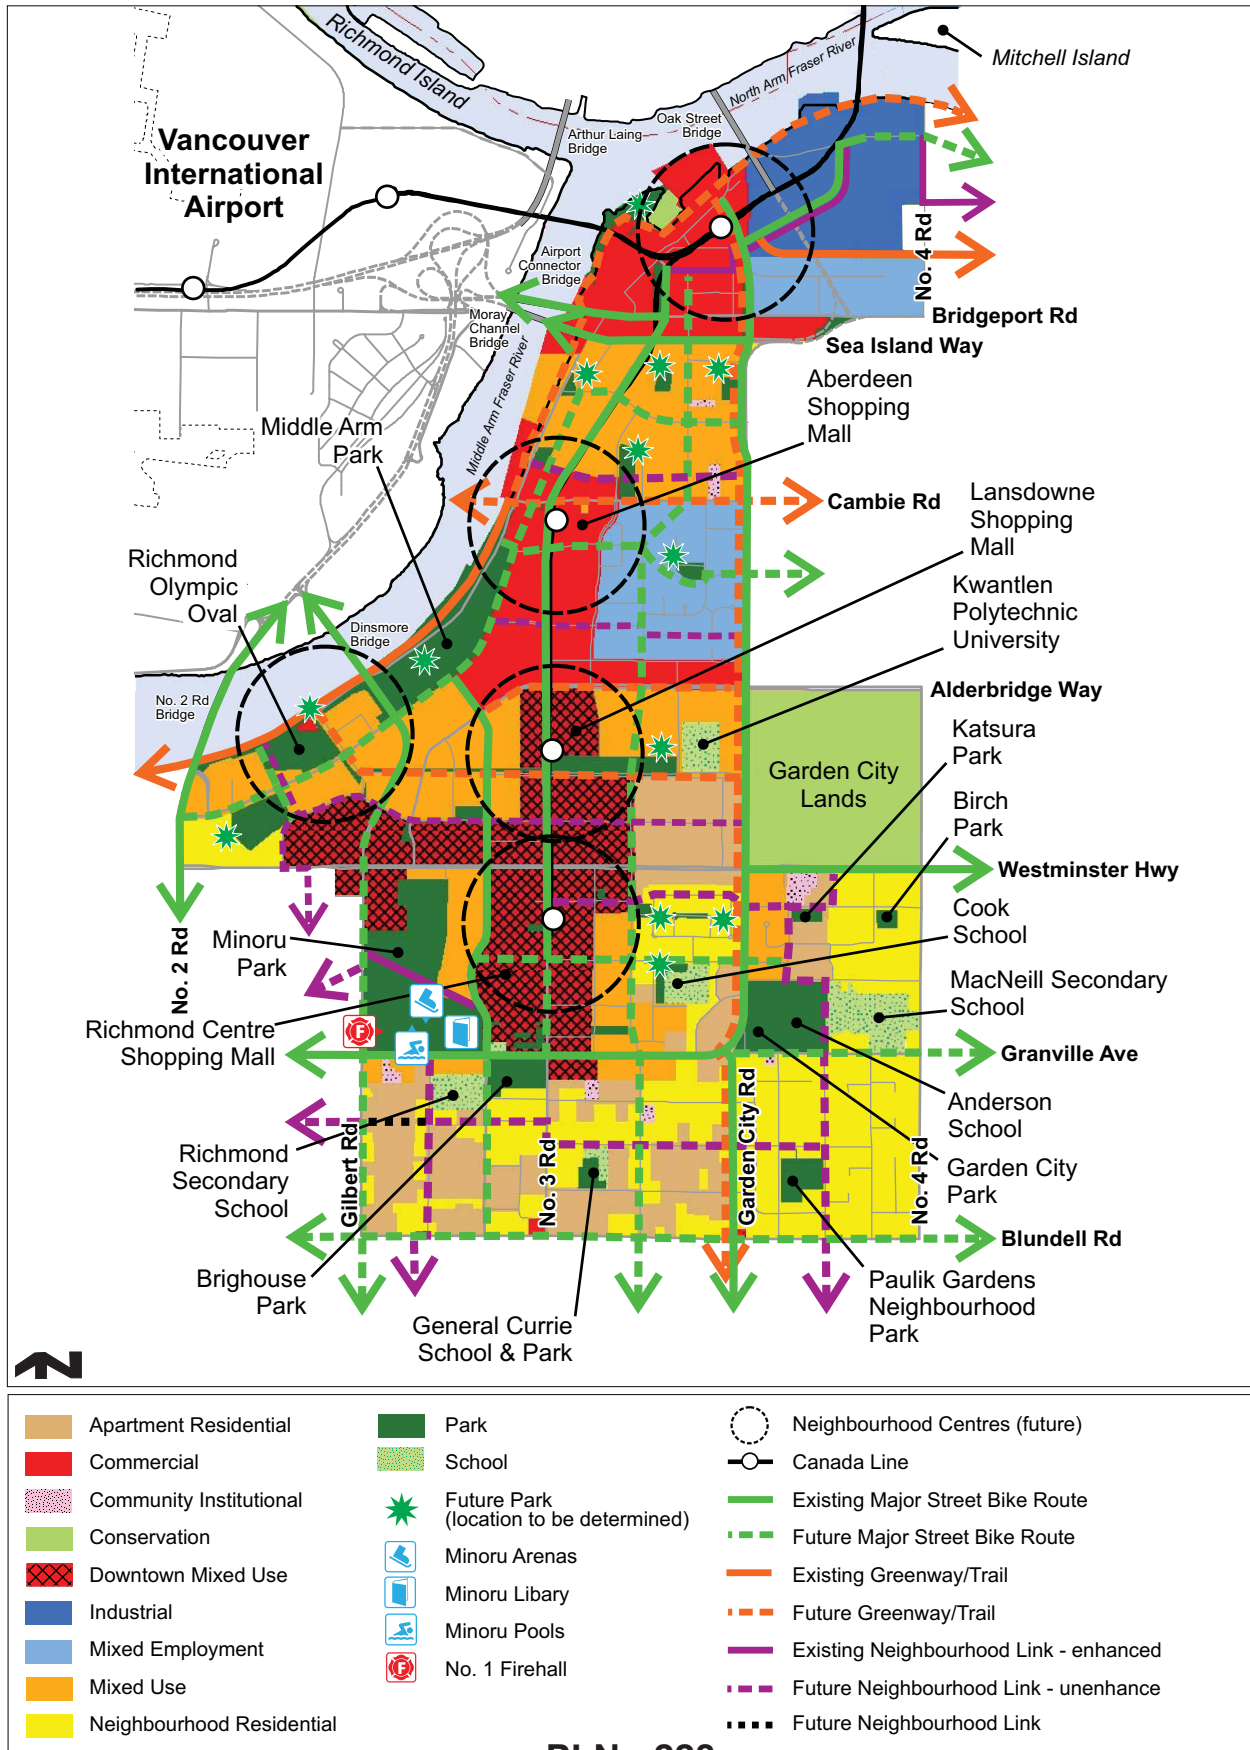 Richmond Island
North Arm Fraser River
Mitchell Island
Vancouver
International
Airport
Arthur Laing
Bridge
Oak Street
Bridge
Airport
Connector
Bridge
No. 4 Rd
Moray
Channel
Bridge
Bridgeport Rd
Sea Island Way
Middle Arm Fraser River
Aberdeen
Shopping
Mall
Middle Arm
Park
Cambie Rd
Lansdowne
Shopping
Mall
Richmond
Olympic
Oval
Kwantlen
Polytechnic
University
Dinsmore
Bridge
No. 2 Rd
Bridge
Alderbridge Way
Katsura
Park
Garden City
Lands
Birch
Park
Westminster Hwy
Cook
School
No. 2 Rd
Minoru
Park
MacNeill Secondary
School
Richmond Centre
Shopping Mall
F
Granville Ave
Anderson
School
Richmond
Secondary
School
Gilbert Rd
No. 3 Rd
Garden City Rd
No. 4 Rd
Garden City
Park
Blundell Rd
Brighouse
Park
General Currie
School & Park
Paulik Gardens
Neighbourhood
Park
N
Apartment Residential
Commercial
Community Institutional
Conservation
Downtown Mixed Use
Industrial
Mixed Employment
Mixed Use
Neighbourhood Residential
Park
School
Future Park
(location to be determined)
Minoru Arenas
Minoru Libary
Minoru Pools
F
No. 1 Firehall
Neighbourhood Centres (future)
Canada Line
Existing Major Street Bike Route
Future Major Street Bike Route
Existing Greenway/Trail
Future Greenway/Trail
Existing Neighbourhood Link - enhanced
Future Neighbourhood Link - unenhance
Future Neighbourhood Link